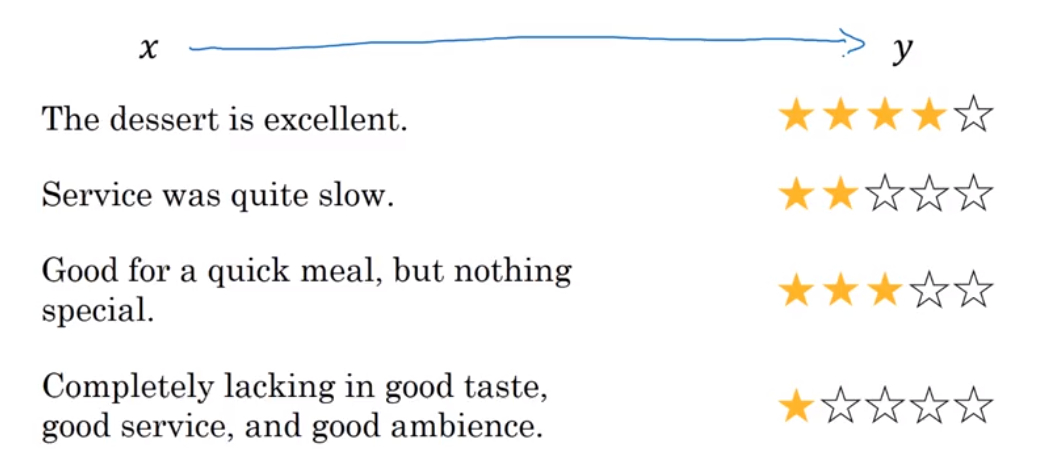 x y
The dessert is excellent.
Service was quite slow.
Good for a quick meal, but nothing
special.
Completely lacking in good taste,
good service, and good ambience.